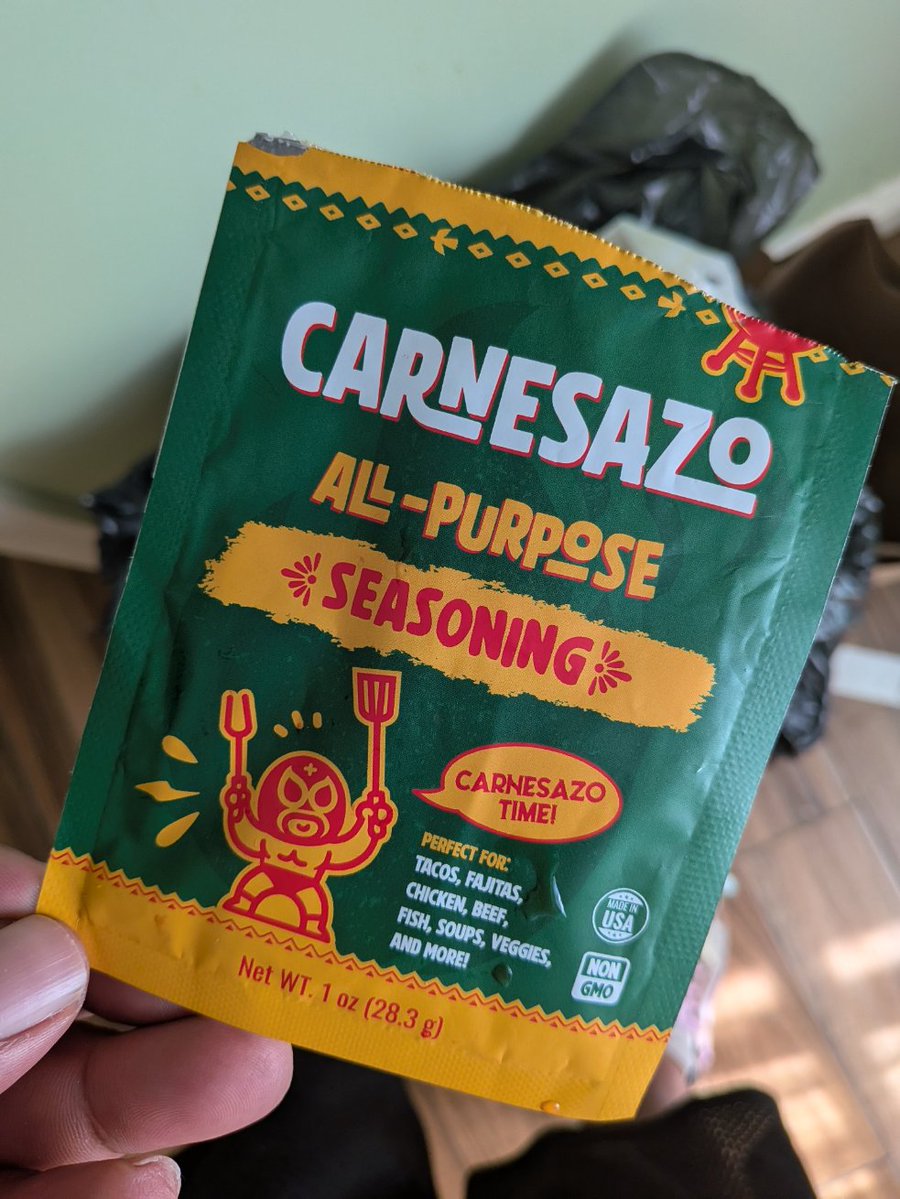 CARNESAZO
ALL-PURPOSE
SEASONING
CARNESAZO
TIME!
PERFECT FOR:
TACOS, FAJITAS,
CHICKEN, BEEF,
FISH, SOUPS, VEGGIES,
AND MORE!
MADE IN
USA
NON
GMO
Net WT. 1 oz (28.3 g)